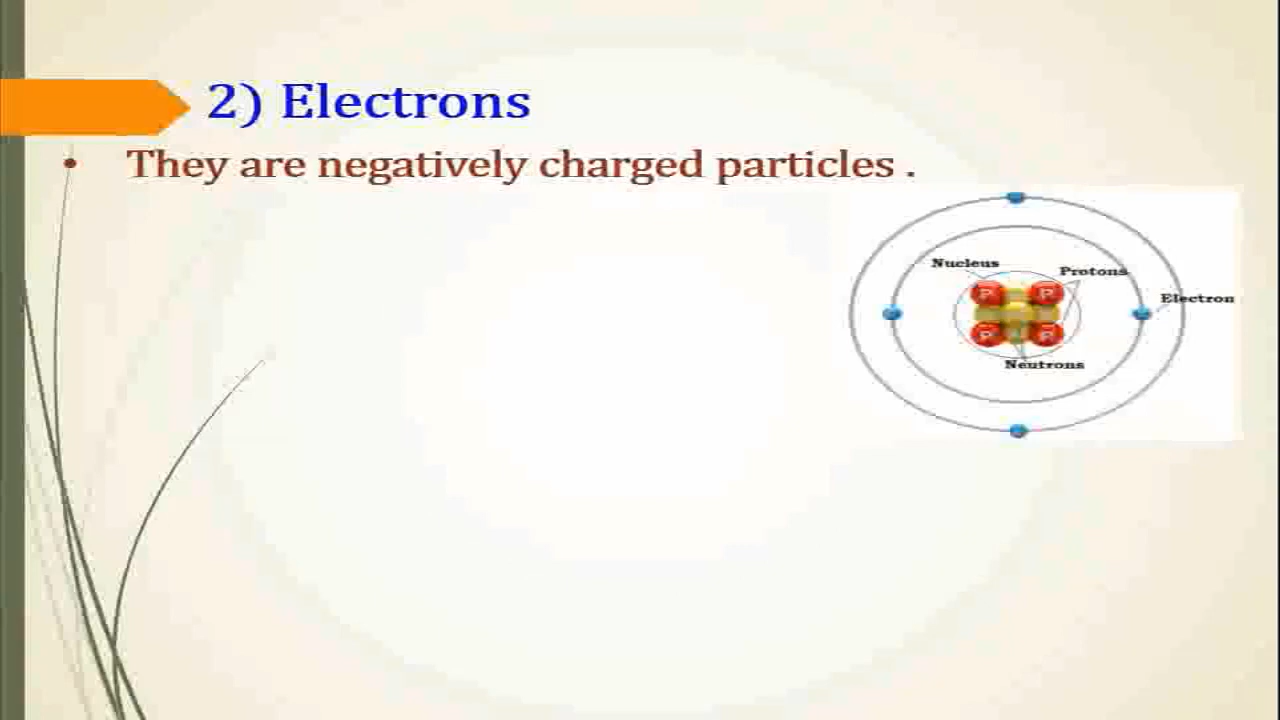 2) Electrons
• They are negatively charged particles .
Nucleus
Protons
Electron
Neutrons
P
P
P
P